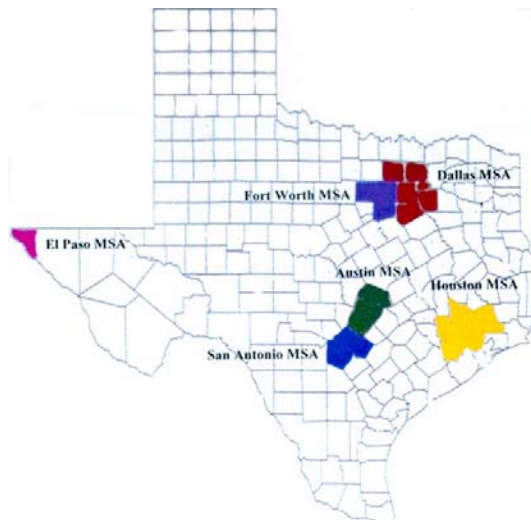 Dallas MSA
Fort Worth MSA
El Paso MSA
Austin MSA
Houston MSA
San Antonio MSA